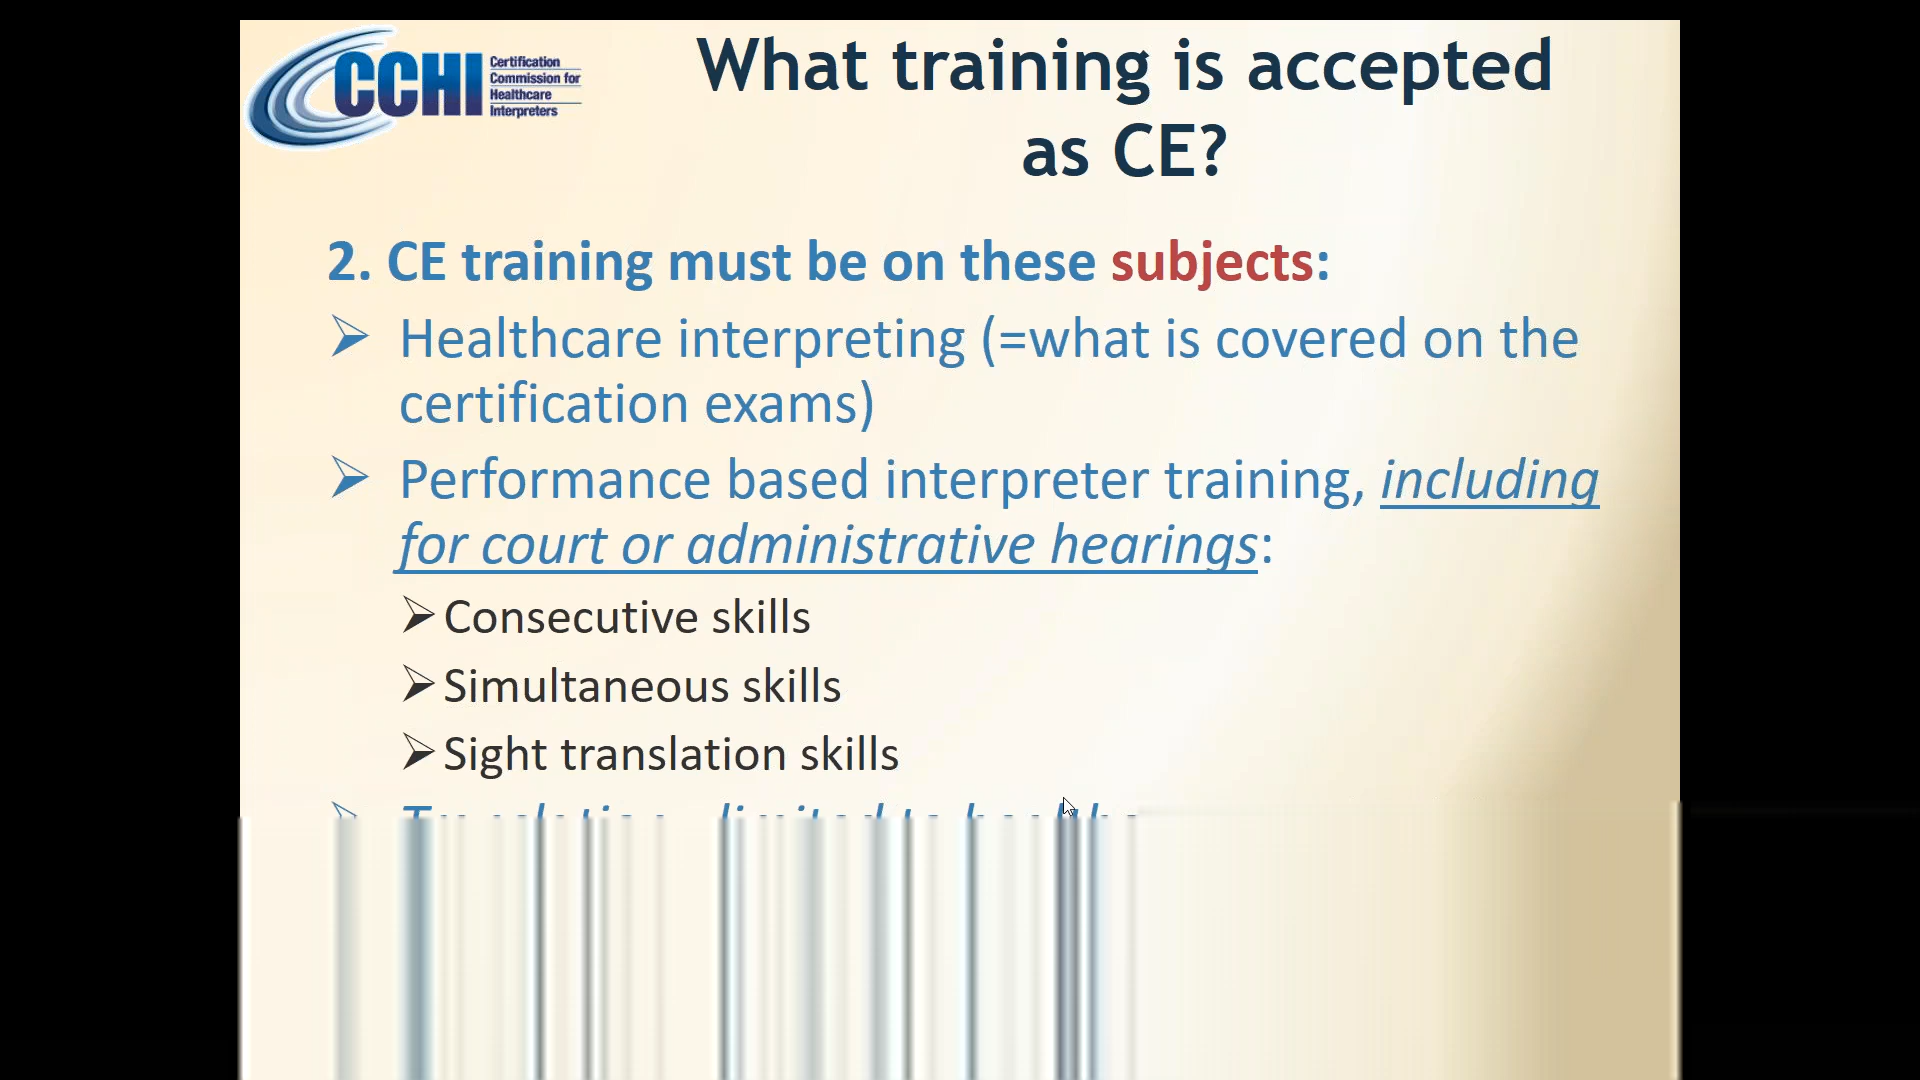 CCHI
Certification
Commission for
Healthcare
Interpreters
What training is accepted
as CE?
2. CE training must be on these subjects:
Healthcare interpreting (=what is covered on the
certification exams)
Performance based interpreter training, including
for court or administrative hearings:
Consecutive skills
Simultaneous skills
Sight translation skills